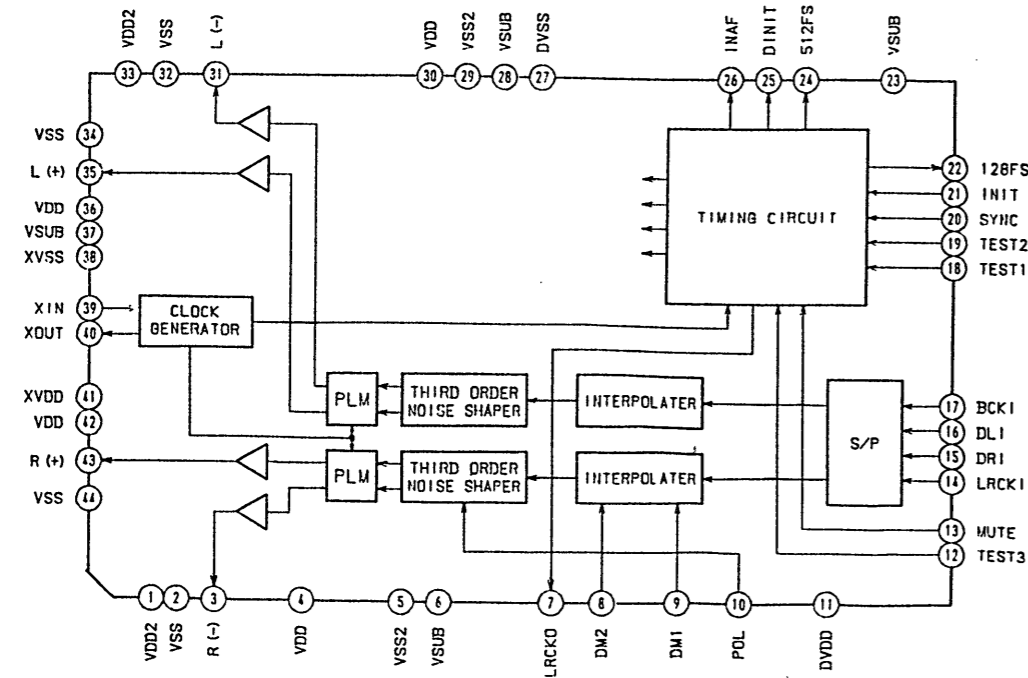 VDD2
VSS
L (-)
VDD
VSS2
VSUB
DVSS
INAF
DINIT
512FS
VSUB
33
32
31
30
29
28
27
26
25
24
23
VSS
34
L (+)
35
VDD
36
VSUB
37
XVSS
38
XIN
39
XOUT
40
XVDD
41
VDD
42
R (+)
43
VSS
44
TIMING CIRCUIT
22
128FS
21
INIT
20
SYNC
19
TEST2
18
TEST1
CLOCK
GENERATOR
PLM
THIRD ORDER
NOISE SHAPER
INTERPOLATER
S/P
PLM
THIRD ORDER
NOISE SHAPER
INTERPOLATER
17
BCKI
16
DLI
15
DRI
14
LRCKI
13
MUTE
12
TEST3
1
2
3
4
5
6
7
8
9
10
11
VDD2
VSS
R (-)
VDD
VSS2
VSUB
LRCKO
DM2
DM1
POL
DVDD